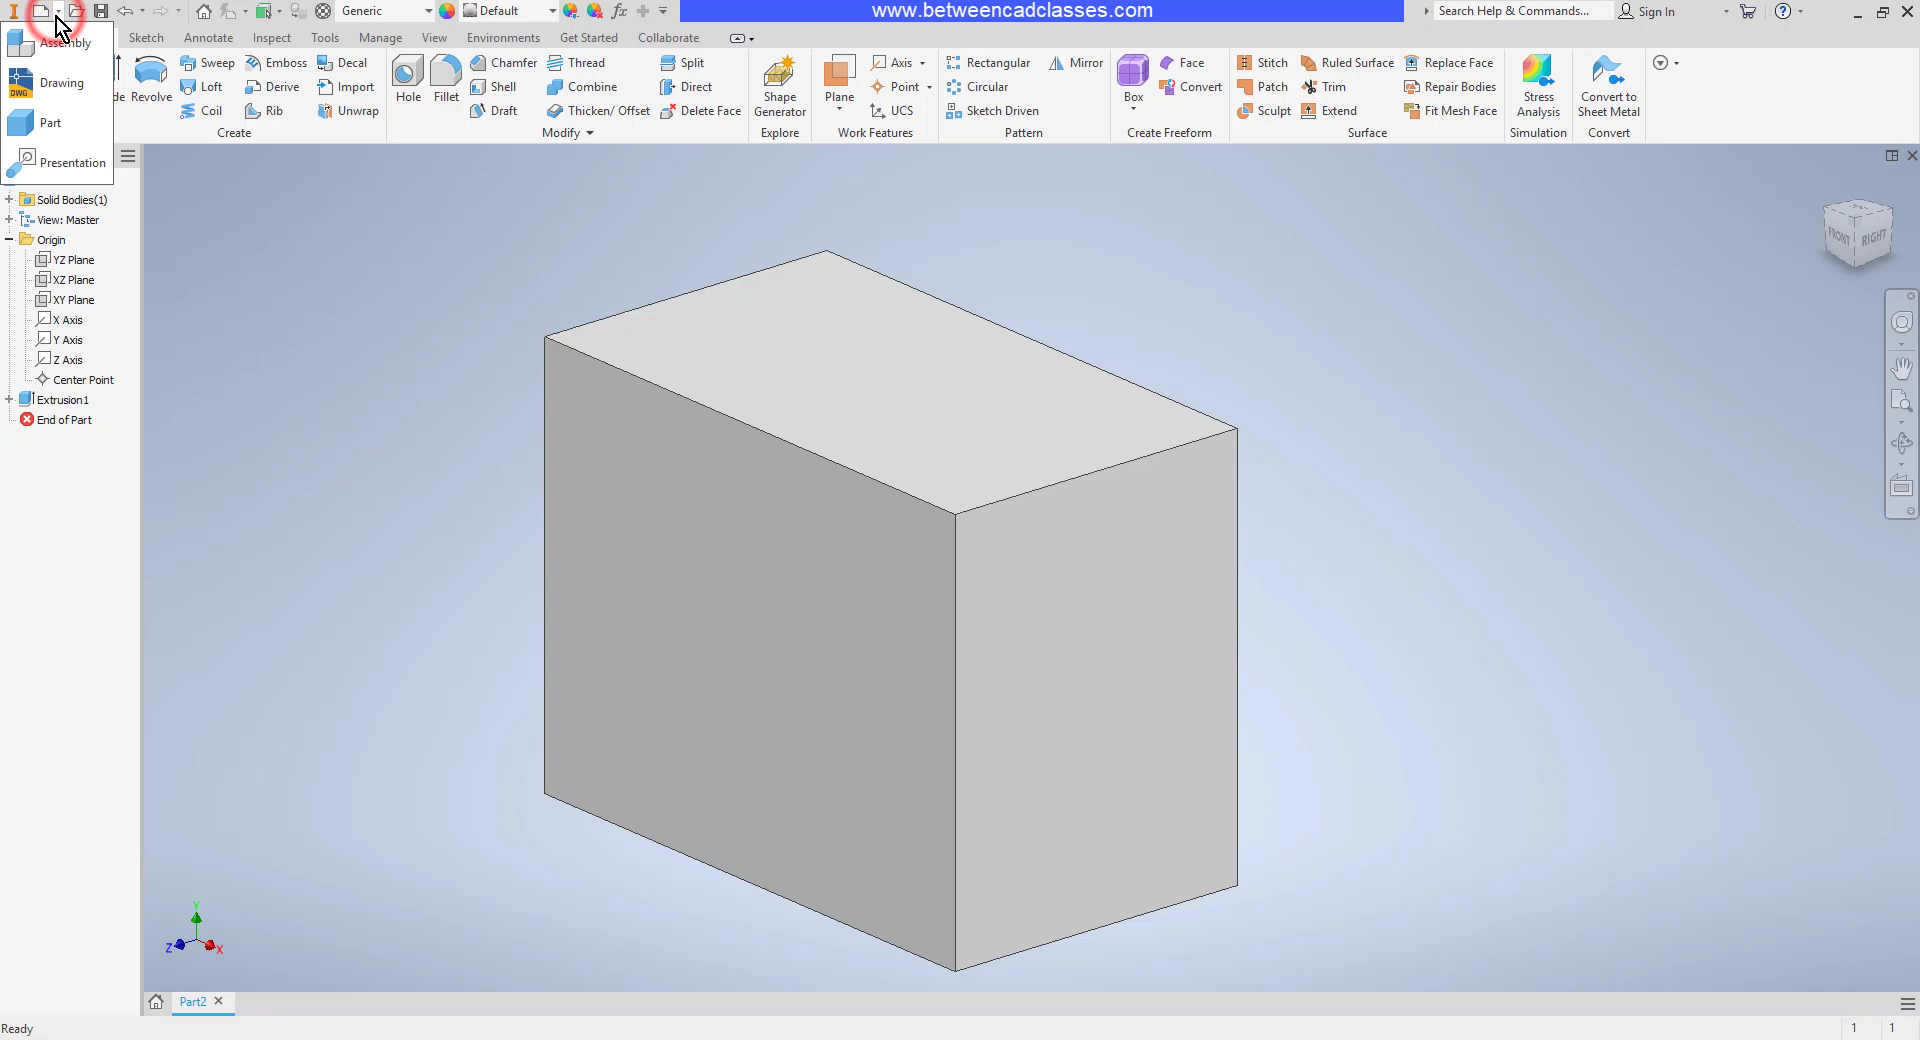 Generic
Default
www.betweencadclasses.com
Search Help & Commands...
Sign In
Assembly
Sketch
Annotate
Inspect
Tools
Manage
View
Environments
Get Started
Collaborate
Drawing
DWG
Part
Presentation
de
Revolve
Sweep
Emboss
Decal
Loft
Derive
Import
Coil
Rib
Unwrap
Create
Hole
Fillet
Chamfer
Thread
Split
Shell
Combine
Direct
Draft
Thicken/ Offset
Delete Face
Modify
Shape
Generator
Explore
Plane
Axis
Point
UCS
Work Features
Rectangular
Mirror
Circular
Sketch Driven
Pattern
Box
Face
Convert
Create Freeform
Stitch
Ruled Surface
Replace Face
Patch
Trim
Repair Bodies
Sculpt
Extend
Fit Mesh Face
Surface
Stress
Analysis
Simulation
Convert to
Sheet Metal
Convert
Solid Bodies(1)
View: Master
Origin
YZ Plane
XZ Plane
XY Plane
X Axis
Y Axis
Z Axis
Center Point
Extrusion1
End of Part
FRONT
RIGHT
Y
Z
X
Part2
Ready
1
1